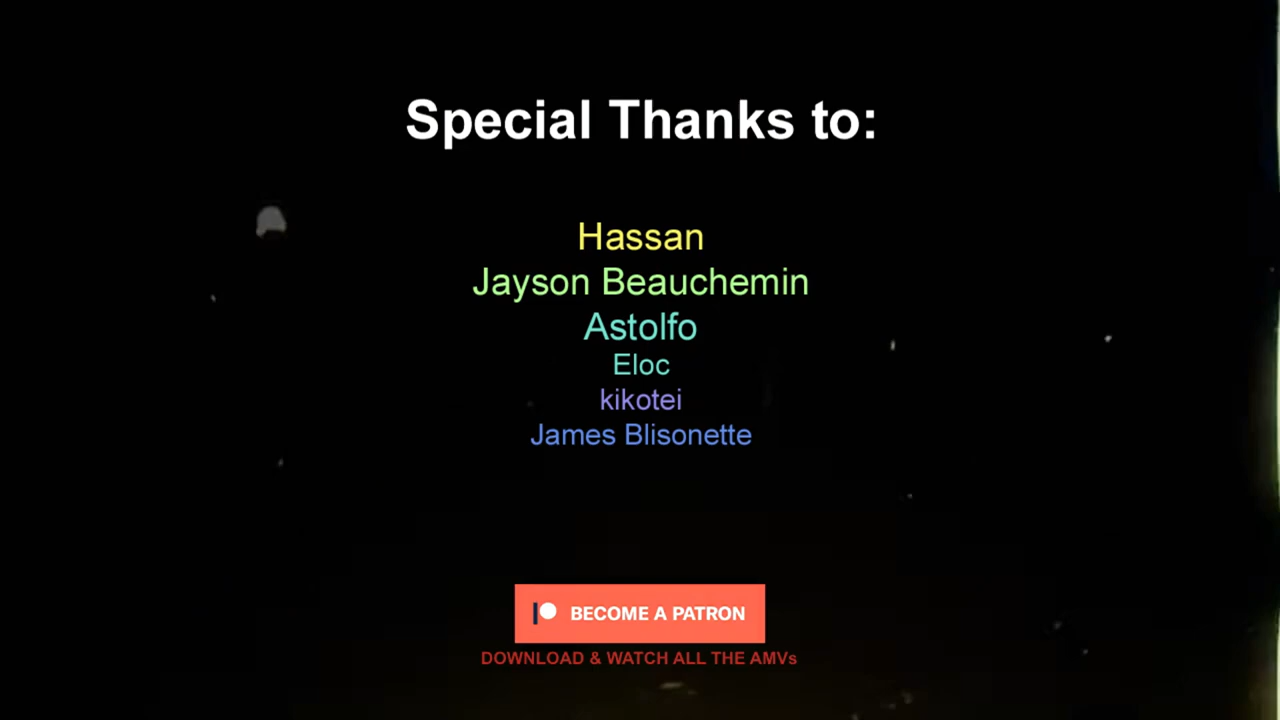 Special Thanks to:
Hassan
Jayson Beauchemin
Astolfo
Eloc
kikotei
James Blisonette
BECOME A PATRON
DOWNLOAD & WATCH ALL THE AMVs